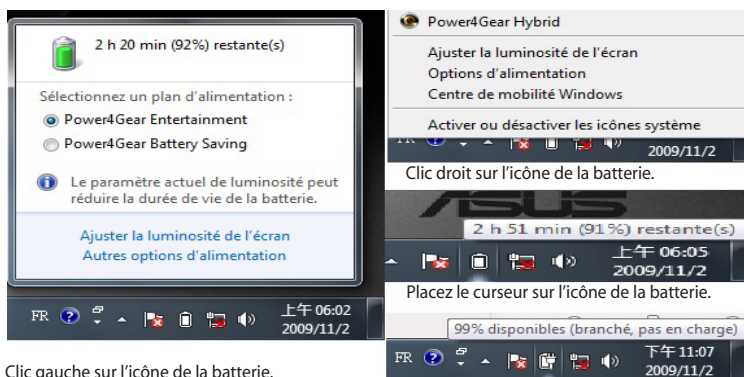 2 h 20 min (92%) restante(s)
Sélectionnez un plan d'alimentation :
Power4Gear Entertainment
Power4Gear Battery Saving
Le paramètre actuel de luminosité peut
réduire la durée de vie de la batterie.
Ajuster la luminosité de l'écran
Autres options d'alimentation
FR
上午 06:02
2009/11/2
Clic gauche sur l'icône de la batterie.
Power4Gear Hybrid
Ajuster la luminosité de l'écran
Options d'alimentation
Centre de mobilité Windows
Activer ou désactiver les icônes système
FR
2009/11/2
Clic droit sur l'icône de la batterie.
ASUS
2 h 51 min (91%) restante(s)
上午 06:05
2009/11/2
Placez le curseur sur l'icône de la batterie.
99% disponibles (branché, pas en charge)
FR
下午 11:07
2009/11/2